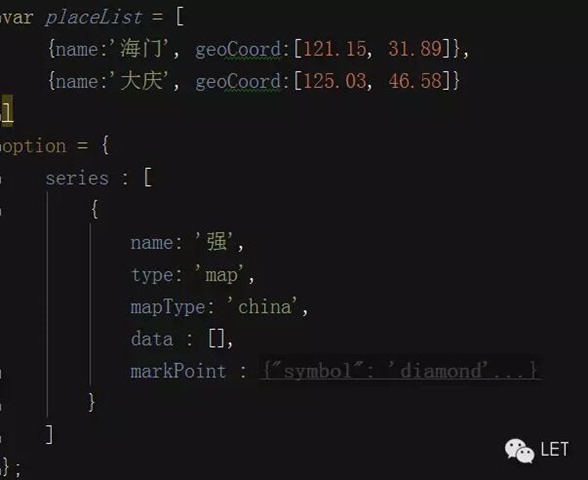 var placeList = [
{name:'海门', geoCoord:[121.15, 31.89]},
{name:'大庆', geoCoord:[125.03, 46.58]}
]
option = {
series : [
{
name: '强',
type: 'map',
mapType: 'china',
data : [],
markPoint : {"symbol": 'diamond'...}
}
]
};
LET